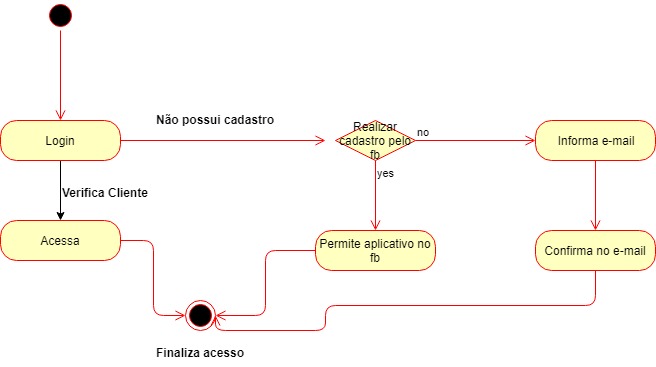 Não possui cadastro
Login
Realizar
cadastro pelo
fb
no
Informa e-mail
yes
Verifica Cliente
Acessa
Permite aplicativo no
fb
Confirma no e-mail
Finaliza acesso